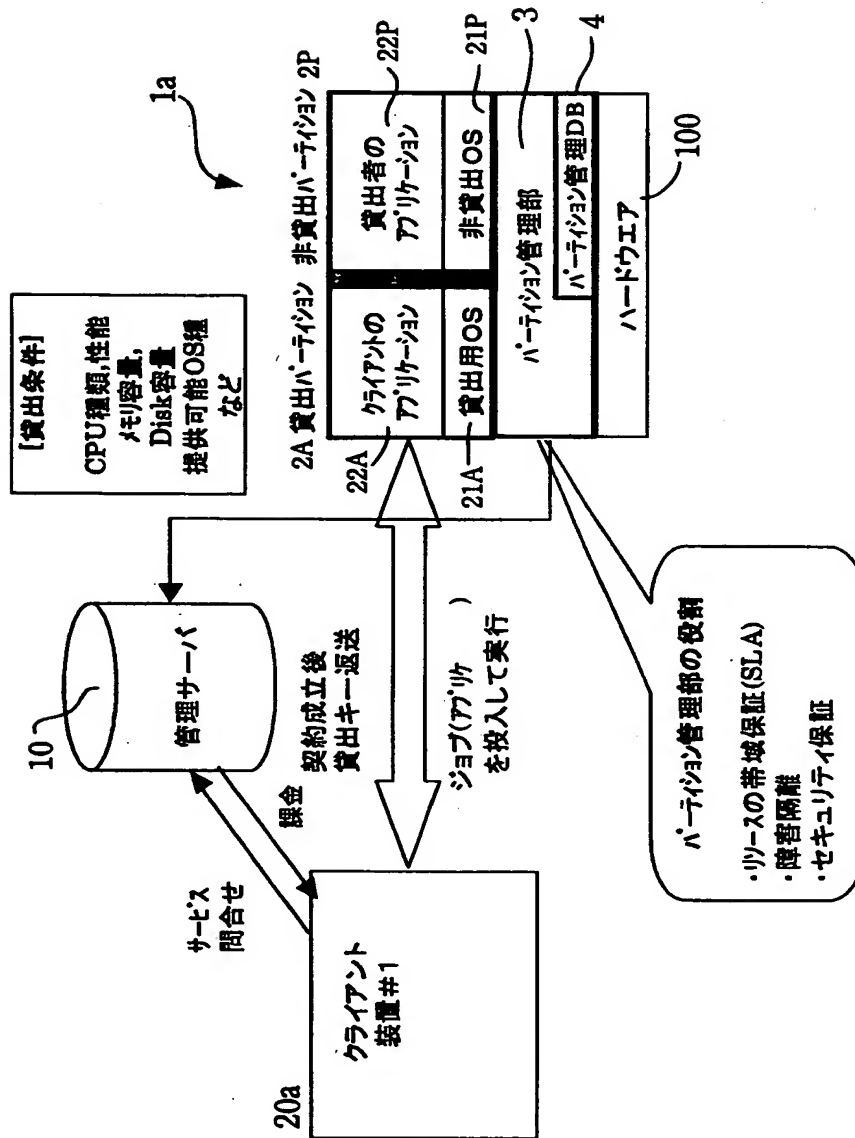 20a
クライアント
装置#1
サービス
問合せ
課金
10
管理サーバ
契約成立後
貸出キー返送
ジョブ(アプリケ )
を投入して実行
[貸出条件]
CPU種類,性能
メモリ容量,
Disk容量
提供可能OS種
など
1a
2A 貸出パーティション
非貸出パーティション 2P
22A
クライアントの
アプリケーション
貸出者の
アプリケーション
22P
21A
貸出用OS
非貸出OS
21P
パーティション管理部
3
パーティション管理DB
4
ハードウエア
100
パーティション管理部の役割
・リソースの帯域保証(SLA)
・障害隔離
・セキュリティ保証